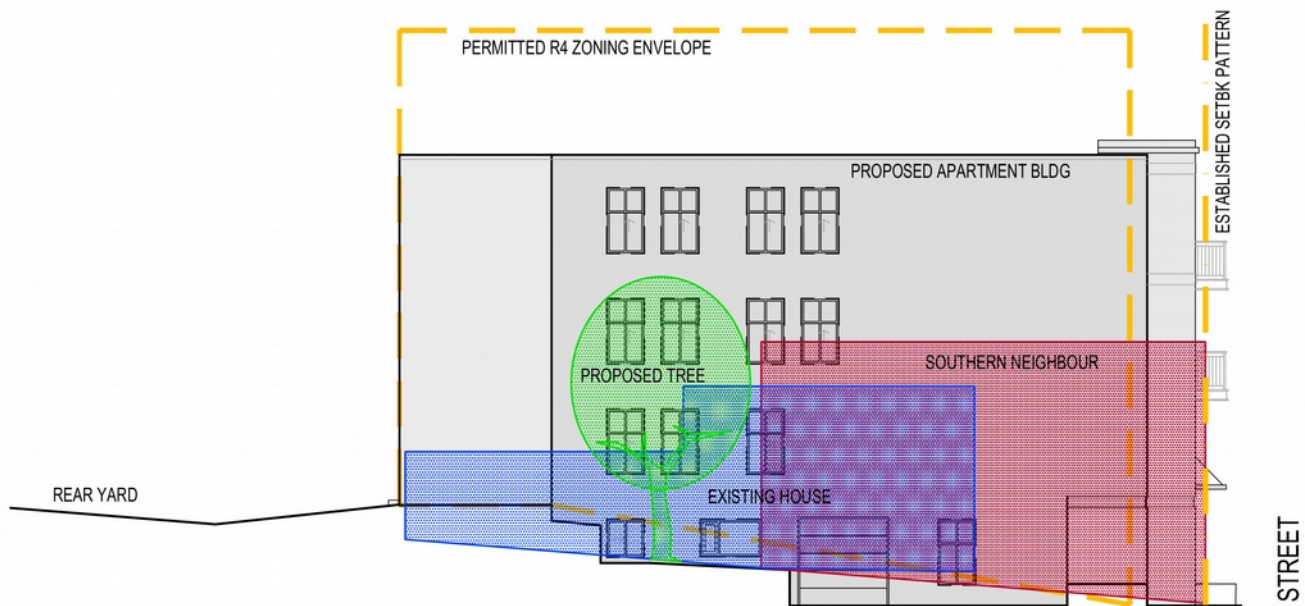 PERMITTED R4 ZONING ENVELOPE
ESTABLISHED SETBK PATTERN
PROPOSED APARTMENT BLDG
SOUTHERN NEIGHBOUR
PROPOSED TREE
REAR YARD
EXISTING HOUSE
STREET